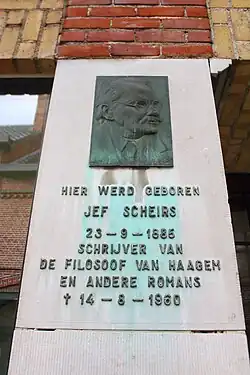 HIER WERD GEBOREN
JEF SCHEIRS
23-9-1885
SCHRIJVER VAN
DE FILOSOOF VAN HAAGEM
EN ANDERE ROMANS
† 14-8-1960